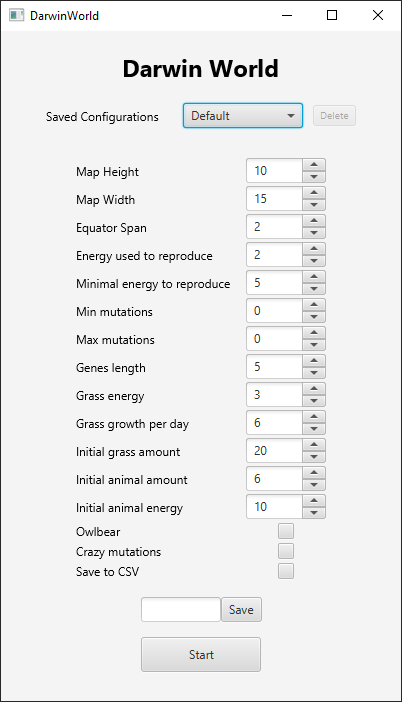 DarwinWorld
Darwin World
Saved Configurations Default Delete
Map Height 10
Map Width 15
Equator Span 2
Energy used to reproduce 2
Minimal energy to reproduce 5
Min mutations 0
Max mutations 0
Genes length 5
Grass energy 3
Grass growth per day 6
Initial grass amount 20
Initial animal amount 6
Initial animal energy 10
Owlbear
Crazy mutations
Save to CSV
Save
Start